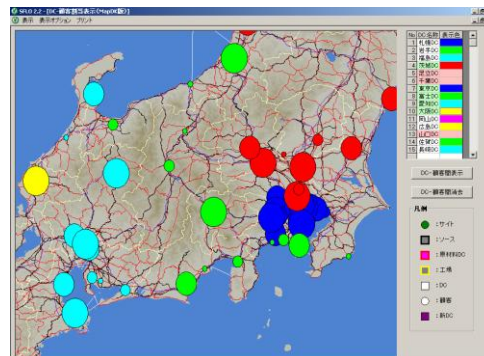 SFLO 2.2 - [DC-顧客割当表示(MapDC版)]
表示 表示オプション プリント
No DC名称 表示色
1 札幌DC
2 岩手DC
3 福島DC
4 茨城DC
5 足立DC
6 千葉DC
7 東京DC
8 富士DC
9 愛知DC
10 大阪DC
11 岡山DC
12 広島DC
13 山口DC
14 佐賀DC
15 長崎DC
DC-顧客間表示
DC-顧客間消去
凡例
：サイト
：ソース
：原材料DC
：工場
：DC
：顧客
：新DC